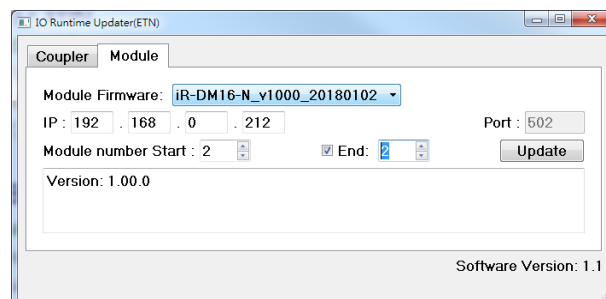 IO Runtime Updater(ETN)
Coupler Module
Module Firmware: iR-DM16-N_v1000_20180102
IP : 192 . 168 . 0 . 212 Port : 502
Module number Start : 2 End: 2 Update
Version: 1.00.0
Software Version: 1.1